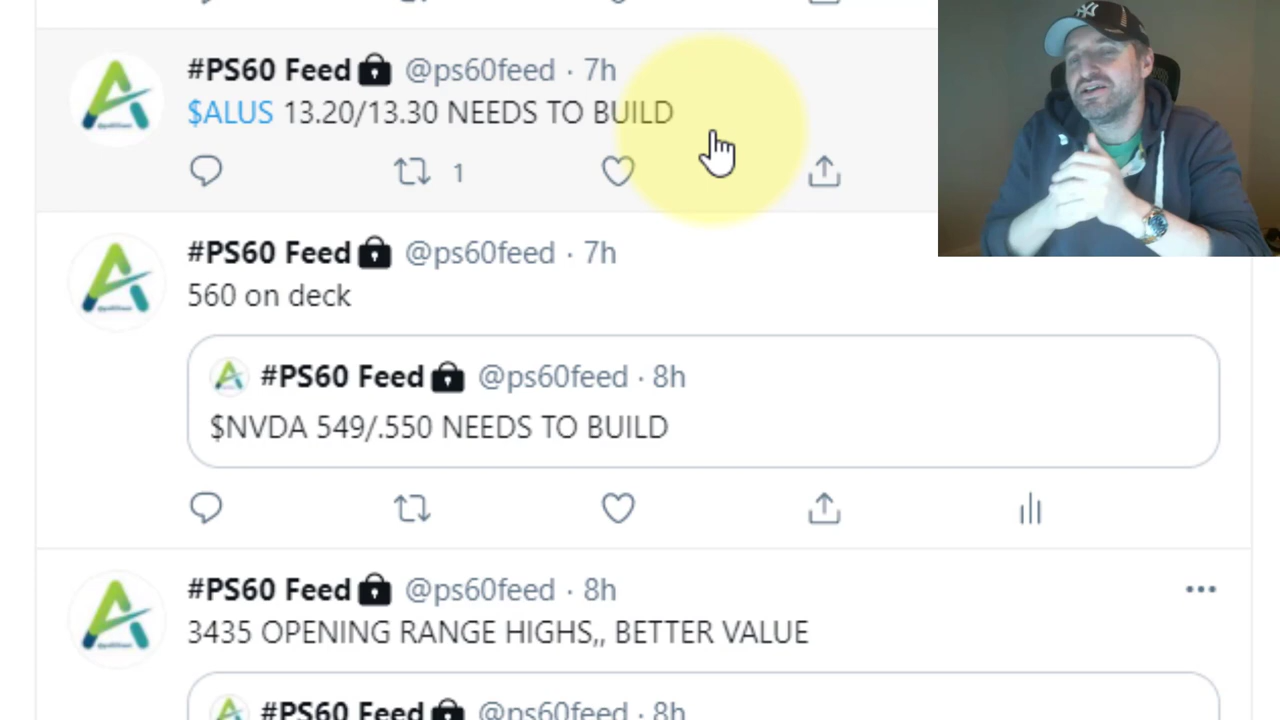 #PS60 Feed @ps60feed · 7h
$ALUS 13.20/13.30 NEEDS TO BUILD
1
#PS60 Feed @ps60feed · 7h
560 on deck
#PS60 Feed @ps60feed · 8h
$NVDA 549/.550 NEEDS TO BUILD
#PS60 Feed @ps60feed · 8h
3435 OPENING RANGE HIGHS,, BETTER VALUE
#PS60 Feed @ps60feed · 8h